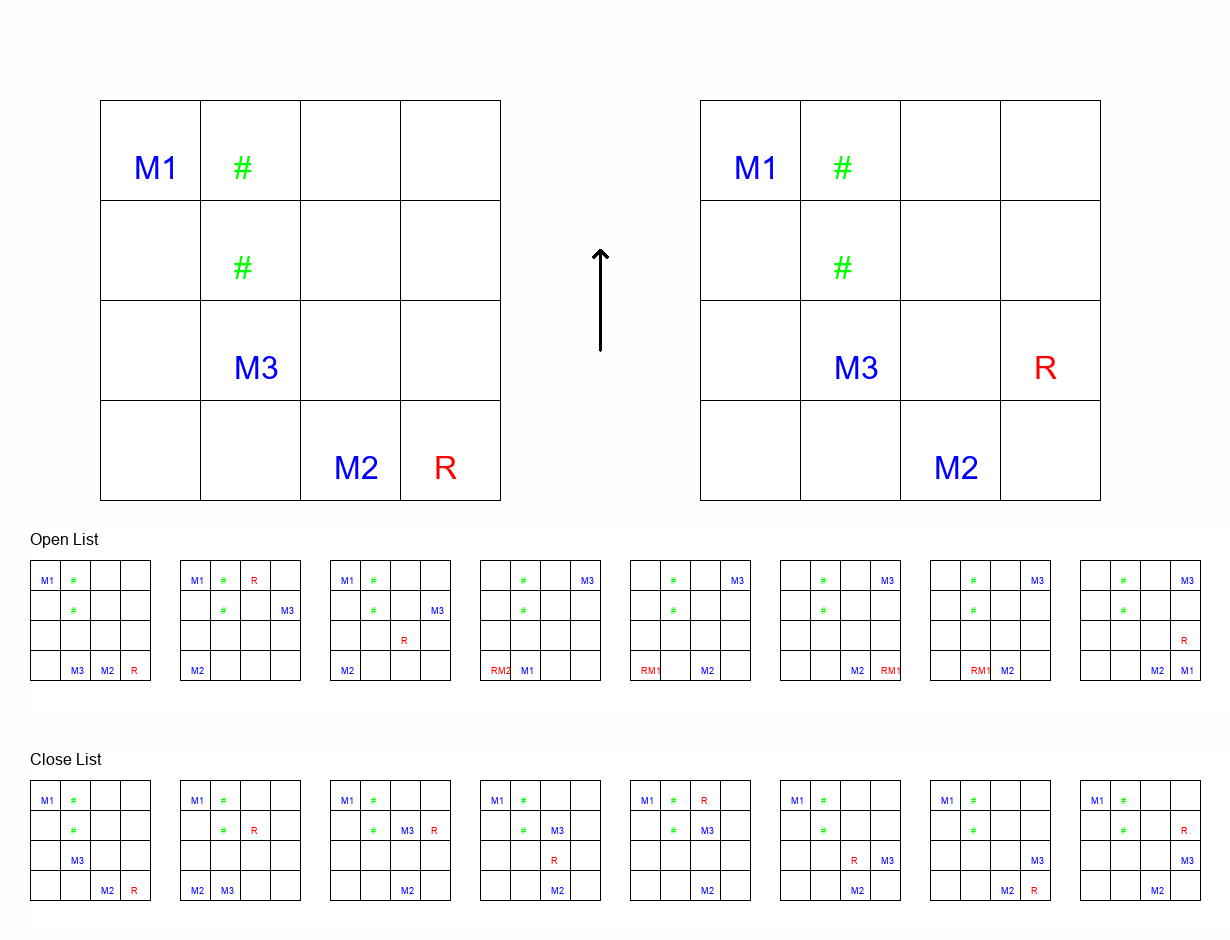 M1 # M1 #
# #
M3 M3 R
M2 R M2
Open List
M1 # M1 # R M1 # # M3 # M3 # M3 # M3 # M3
# # M3 # M3 # # # # #
R R
M3 M2 R M2 M2 RM2 M1 RM1 M2 M2 RM1 RM1 M2 M2 M1
Close List
M1 # M1 # M1 # M1 # M1 # R M1 # M1 # M1 #
# # R # M3 R # M3 # M3 # # # R
M3 R R M3 M3 M3
M2 R M2 M3 M2 M2 M2 M2 M2 R M2